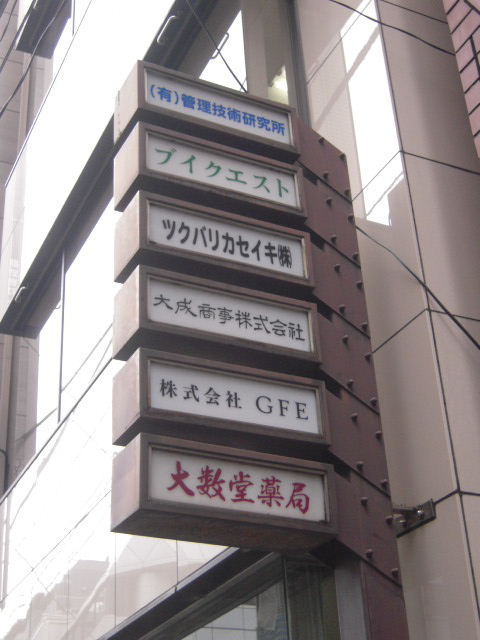 (有)管理技術研究所
ブイクエスト
ツクバリカセイキ㈱
大成商事株式会社
株式会社 GFE
大数堂薬局